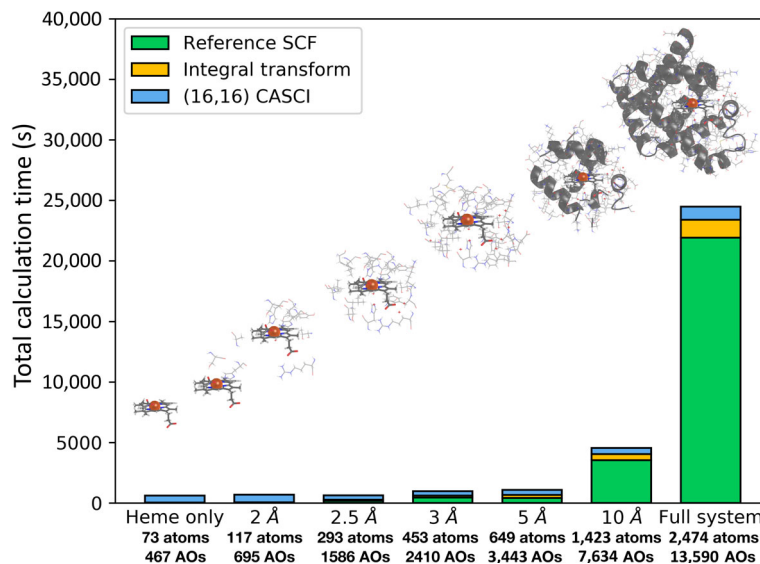 40,000
35,000
30,000
25,000
20,000
15,000
10,000
5000
0
Total calculation time (s)
Reference SCF
Integral transform
(16,16) CASCI
Heme only 2 Å 2.5 Å 3 Å 5 Å 10 Å Full system
73 atoms 117 atoms 293 atoms 453 atoms 649 atoms 1,423 atoms 2,474 atoms
467 AOs 695 AOs 1586 AOs 2410 AOs 3,443 AOs 7,634 AOs 13,590 AOs